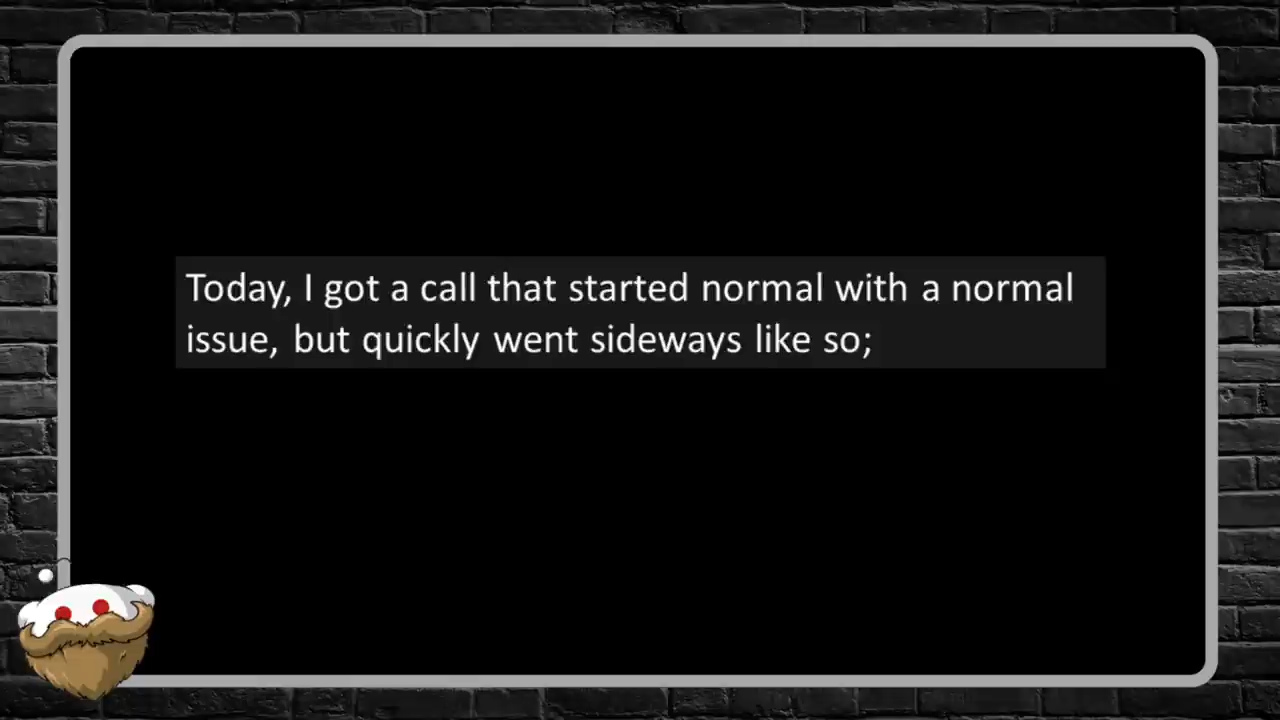 Today, I got a call that started normal with a normal
issue, but quickly went sideways like so;